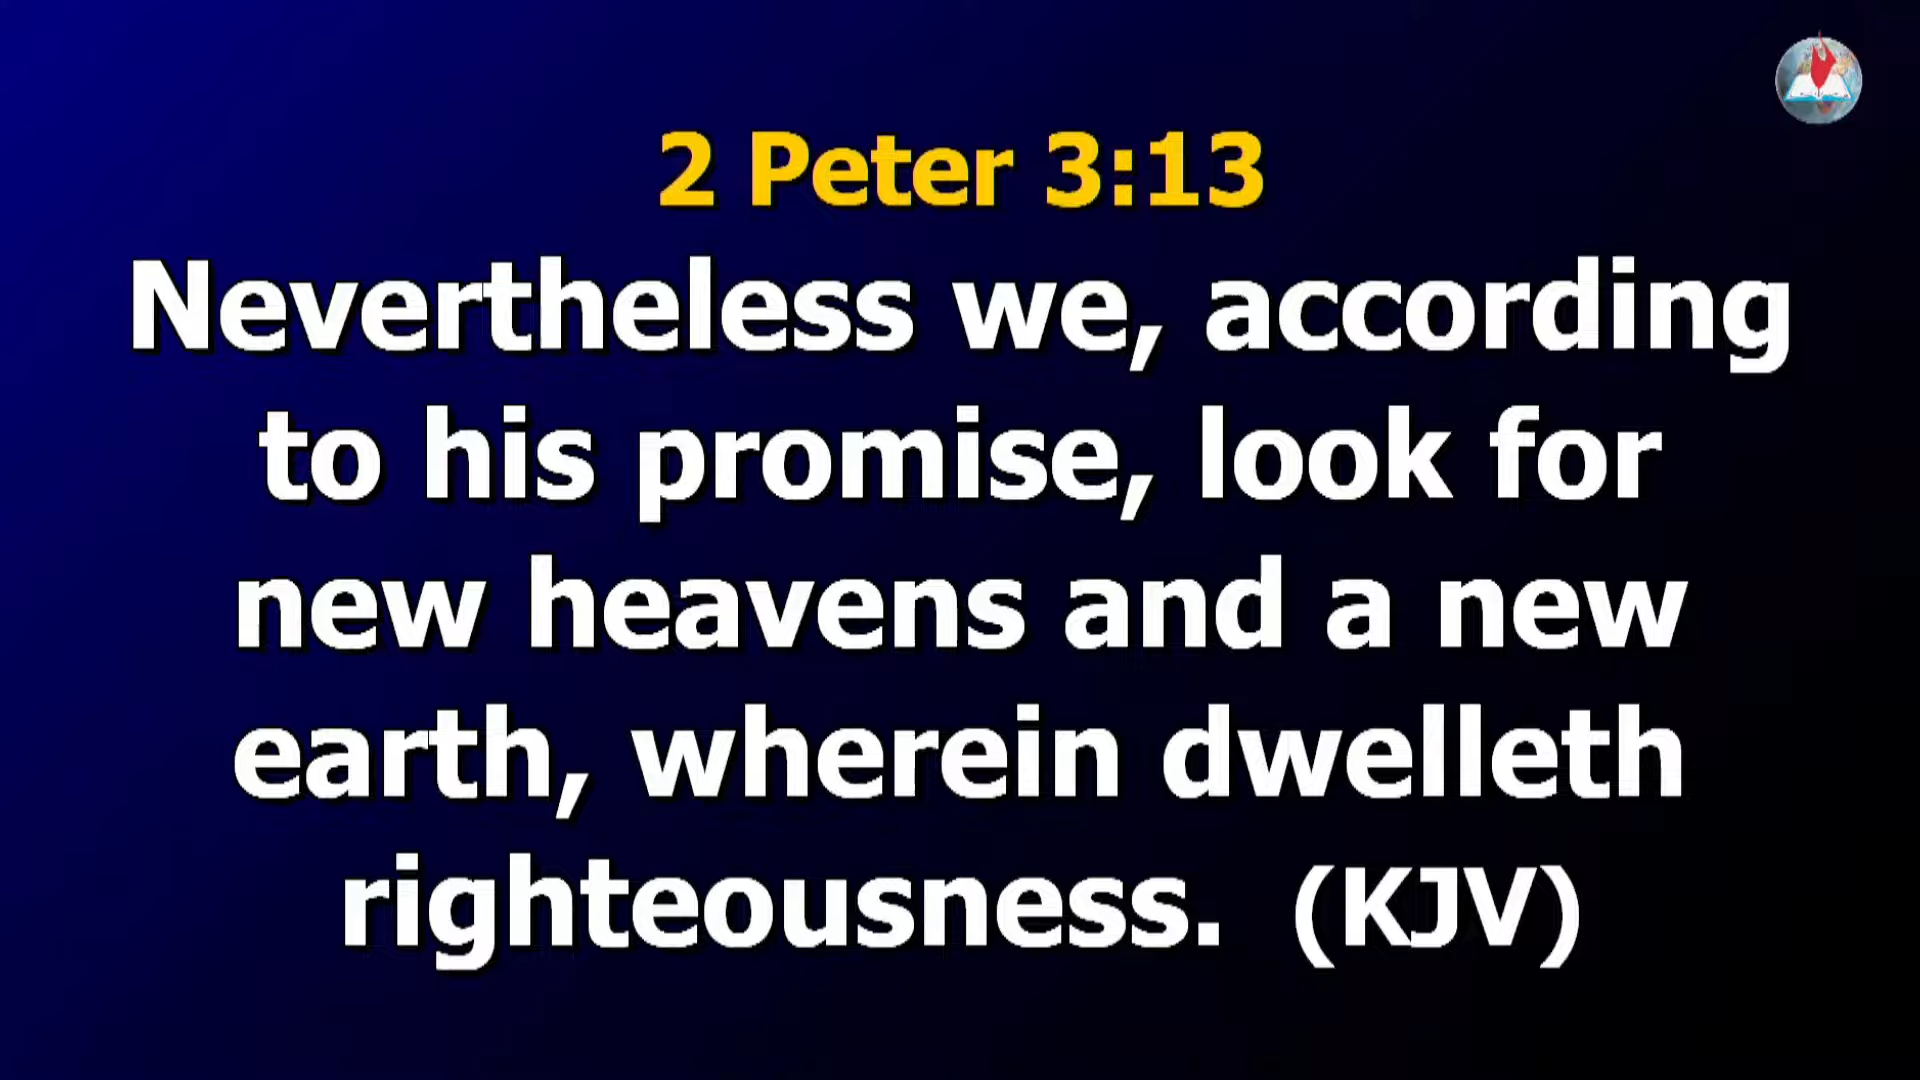 2 Peter 3:13
Nevertheless we, according
to his promise, look for
new heavens and a new
earth, wherein dwelleth
righteousness. (KJV)